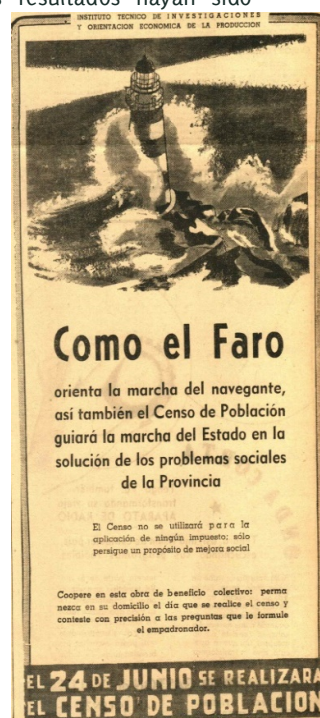 resultados hayan sido
INSTITUTO TECNICO DE INVESTIGACIONES
Y ORIENTACION ECONOMICA DE LA PRODUCCION
Como el Faro
orienta la marcha del navegante,
así también el Censo de Población
guiará la marcha del Estado en la
solución de los problemas sociales
de la Provincia
El Censo no se utilizará para la
aplicación de ningún impuesto; sólo
persigue un propósito de mejora social
Coopere en esta obra de beneficio colectivo: perma
nezca en su domicilio el día que se realice el censo y
conteste con precisión a las preguntas que le formule
el empadronador.
EL 24 DE JUNIO SE REALIZARA
EL CENSO DE POBLACION